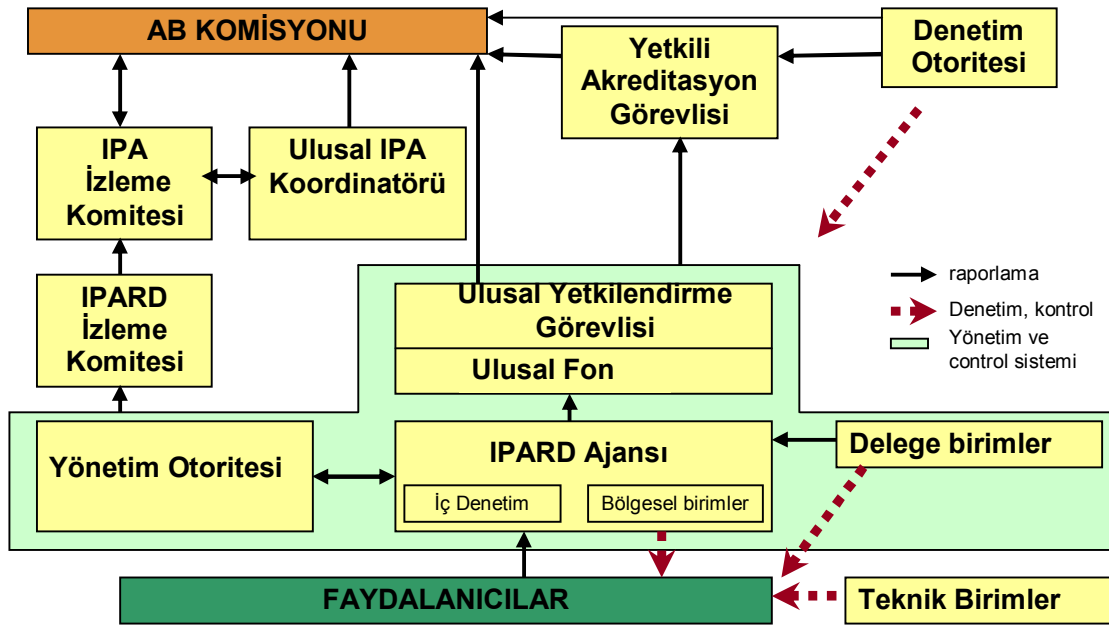 AB KOMİSYONU
Yetkili
Akreditasyon
Görevlisi
Denetim
Otoritesi
IPA
İzleme
Komitesi
Ulusal IPA
Koordinatörü
IPARD
İzleme
Komitesi
Ulusal Yetkilendirme
Görevlisi
Ulusal Fon
raporlama
Denetim, kontrol
Yönetim ve
control sistemi
Yönetim Otoritesi
IPARD Ajansı
İç Denetim
Bölgesel birimler
Delege birimler
FAYDALANICILAR
Teknik Birimler